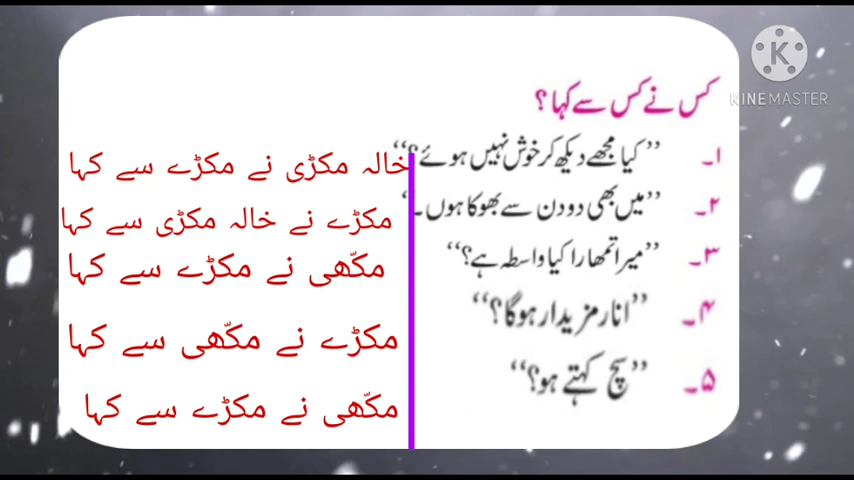 KINEMASTER
کس نے کس سے کہا ؟
۱۔ ”کیا مجھے دیکھ کر خوش نہیں ہوئے؟“ خالہ مکڑی نے مکڑے سے کہا
۲۔ ”میں بھی دو دن سے بھوکا ہوں۔“ مکڑے نے خالہ مکڑی سے کہا
۳۔ ”میرا تمھارا کیا واسطہ ہے؟“ مکّھی نے مکڑے سے کہا
۴۔ ”انار مزیدار ہوگا؟“ مکڑے نے مکّھی سے کہا
۵۔ ”سچ کہتے ہو؟“ مکّھی نے مکڑے سے کہا